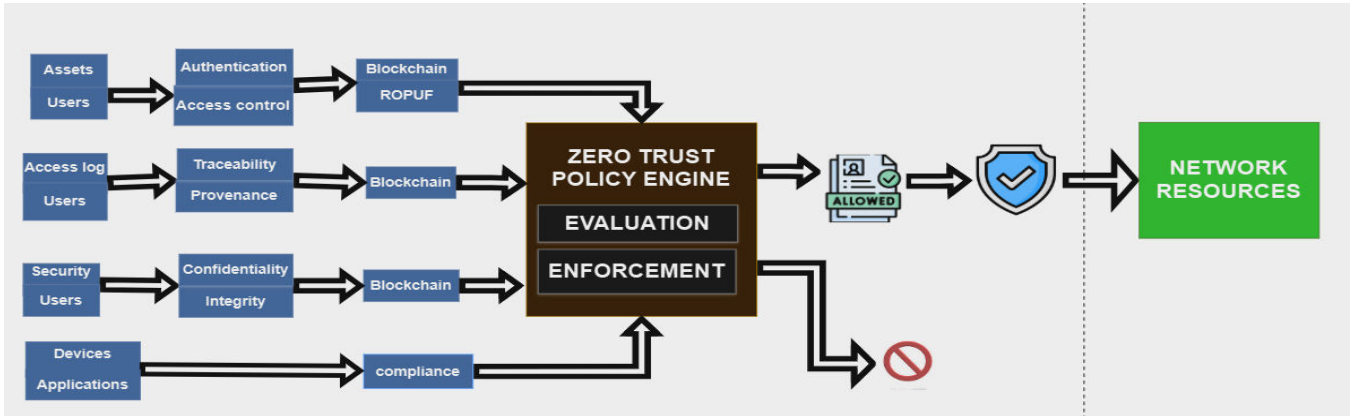 Assets
Users
Authentication
Access control
Blockchain
ROPUF
Access log
Users
Traceability
Provenance
Blockchain
Security
Users
Confidentiality
Integrity
Blockchain
Devices
Applications
compliance
ZERO TRUST
POLICY ENGINE
EVALUATION
ENFORCEMENT
ALLOWED
NETWORK
RESOURCES